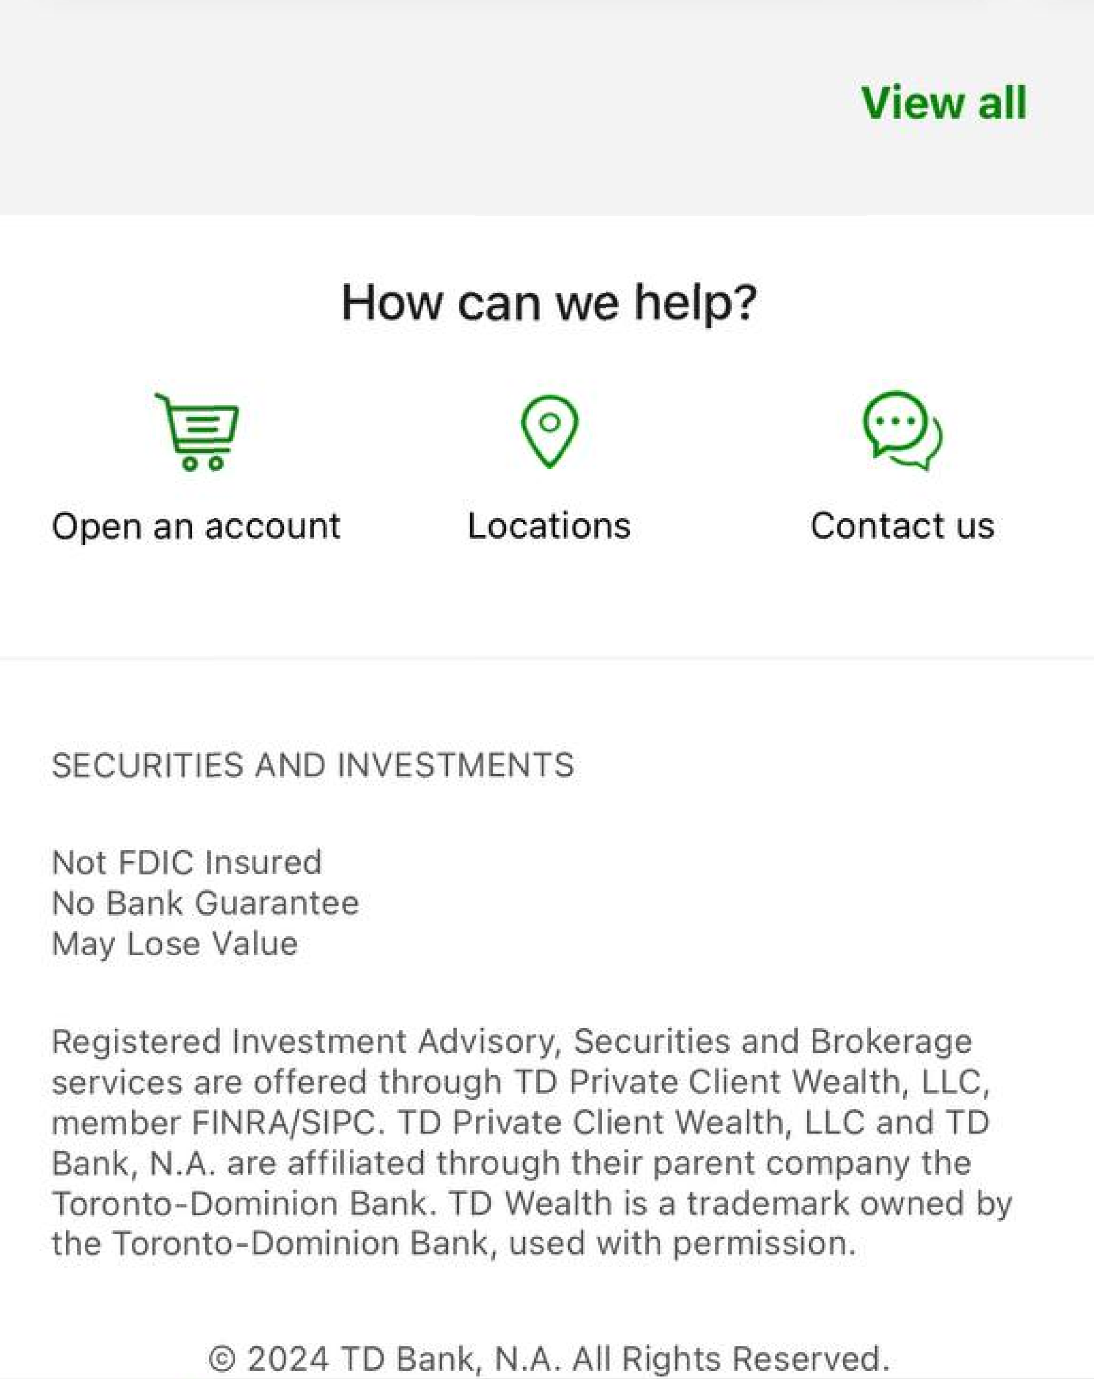 View all
How can we help?
Open an account
Locations
Contact us
SECURITIES AND INVESTMENTS
Not FDIC Insured
No Bank Guarantee
May Lose Value
Registered Investment Advisory, Securities and Brokerage
services are offered through TD Private Client Wealth, LLC,
member FINRA/SIPC. TD Private Client Wealth, LLC and TD
Bank, N.A. are affiliated through their parent company the
Toronto-Dominion Bank. TD Wealth is a trademark owned by
the Toronto-Dominion Bank, used with permission.
© 2024 TD Bank, N.A. All Rights Reserved.